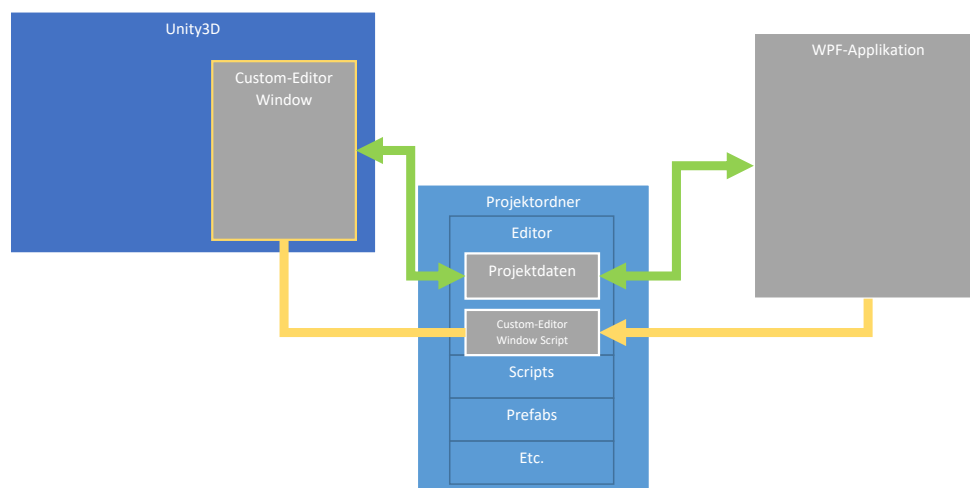 Unity3D
Custom-Editor
Window
WPF-Applikation
Projektordner
Editor
Projektdaten
Custom-Editor
Window Script
Scripts
Prefabs
Etc.